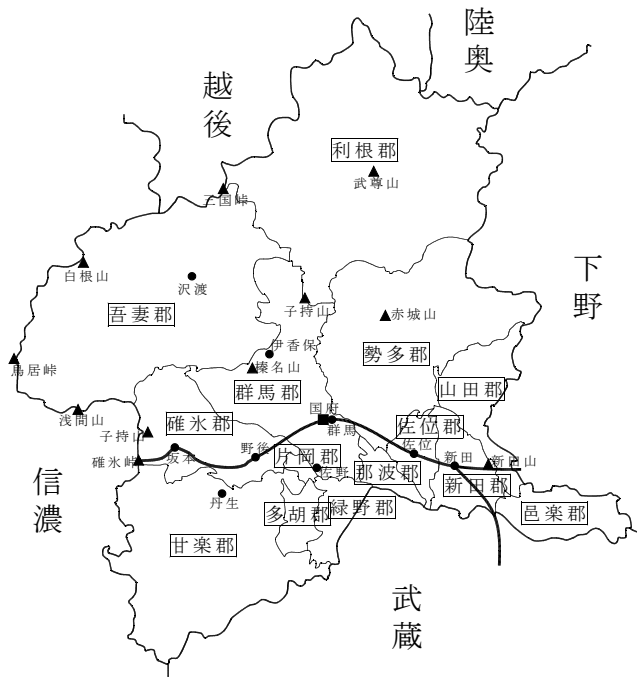 陸奥
越後
利根郡
武尊山
三国峠
白根山
沢渡
子持山
下野
吾妻郡
赤城山
伊香保
勢多郡
鳥居峠
榛名山
山田郡
群馬郡
浅間山
国府
群馬
碓氷郡
佐位郡
子持山
佐位
坂本
野後
片岡郡
新田
碓氷峠
佐野
那波郡
新田山
信濃
新田郡
丹生
多胡郡
緑野郡
邑楽郡
甘楽郡
武蔵